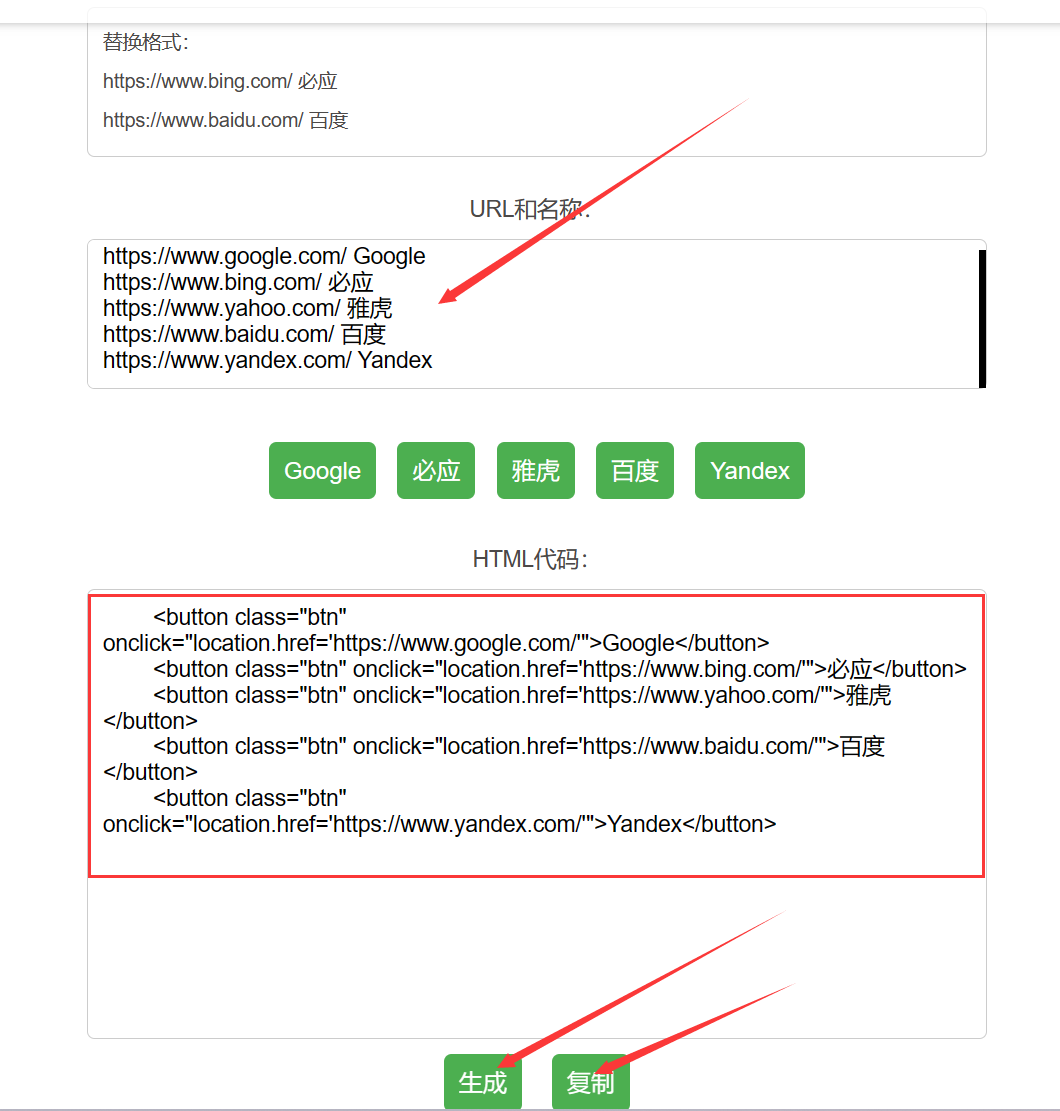 替换格式：
https://www.bing.com/ 必应
https://www.baidu.com/ 百度
URL和名称：
https://www.google.com/ Google
https://www.bing.com/ 必应
https://www.yahoo.com/ 雅虎
https://www.baidu.com/ 百度
https://www.yandex.com/ Yandex
Google 必应 雅虎 百度 Yandex
HTML代码：
<button class="btn"
onclick="location.href='https://www.google.com/'">Google</button>
<button class="btn" onclick="location.href='https://www.bing.com/'">必应</button>
<button class="btn" onclick="location.href='https://www.yahoo.com/'">雅虎
</button>
<button class="btn" onclick="location.href='https://www.baidu.com/'">百度
</button>
<button class="btn"
onclick="location.href='https://www.yandex.com/'">Yandex</button>
生成 复制